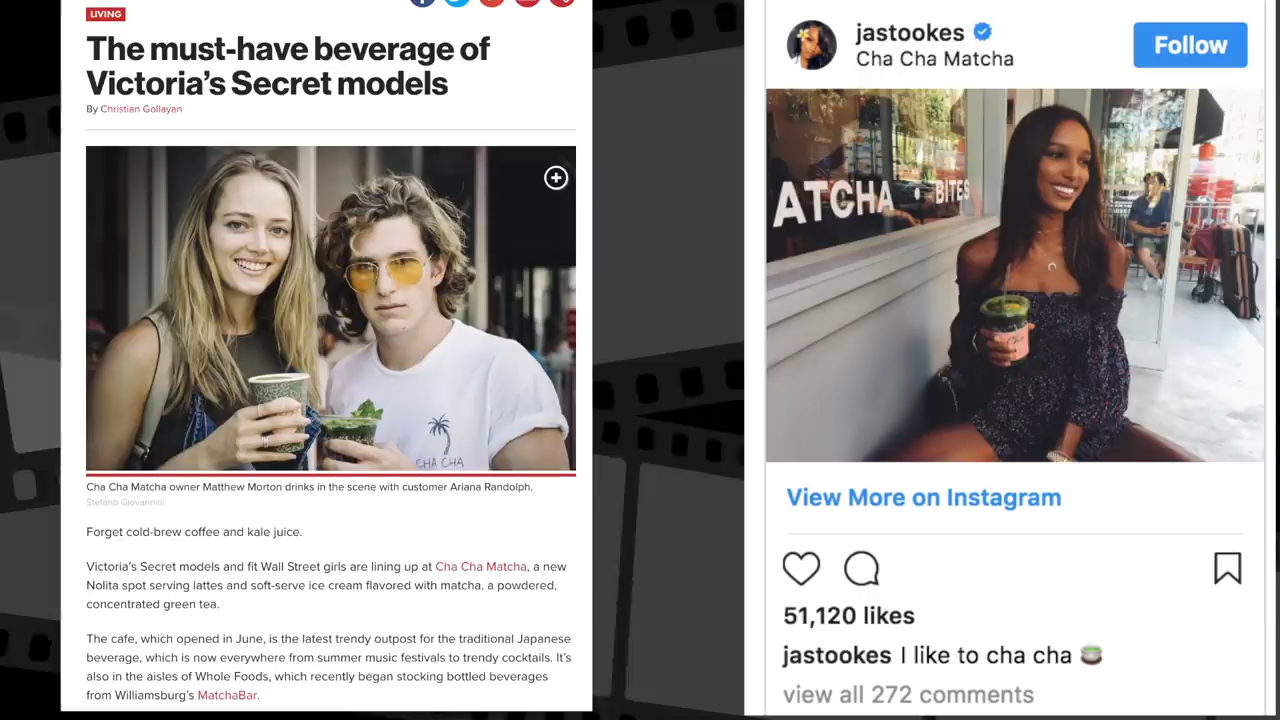 LIVING
The must-have beverage of
Victoria’s Secret models
By Christian Gollayan
CHA CHA
Cha Cha Matcha owner Matthew Morton drinks in the scene with customer Ariana Randolph.
Stefano Giovannini
Forget cold-brew coffee and kale juice.
Victoria’s Secret models and fit Wall Street girls are lining up at Cha Cha Matcha, a new
Nolita spot serving lattes and soft-serve ice cream flavored with matcha, a powdered,
concentrated green tea.
The cafe, which opened in June, is the latest trendy outpost for the traditional Japanese
beverage, which is now everywhere from summer music festivals to trendy cocktails. It’s
also in the aisles of Whole Foods, which recently began stocking bottled beverages
from Williamsburg’s MatchaBar.
jastookes
Cha Cha Matcha
Follow
ATCHA • BITES
View More on Instagram
51,120 likes
jastookes I like to cha cha 🍵
view all 272 comments